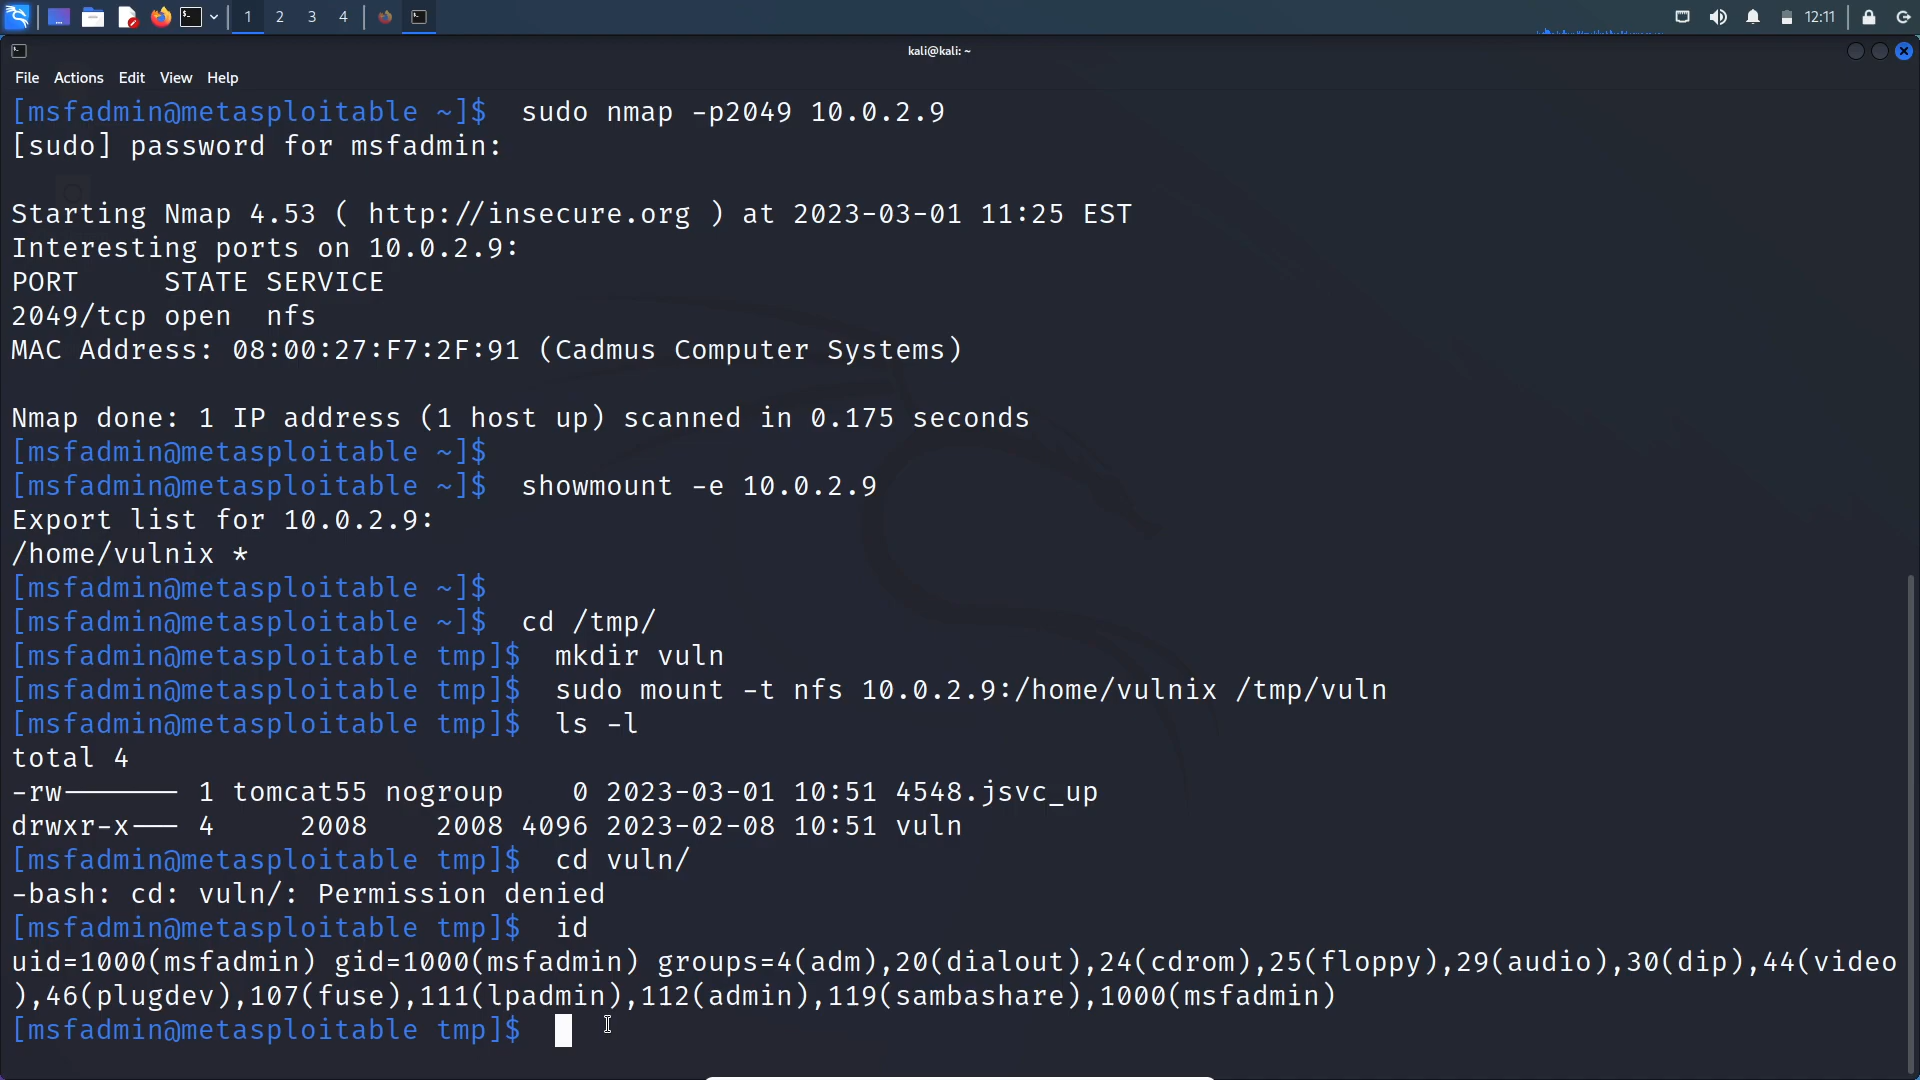 1 2 3 4 12:11
kali@kali: ~
File Actions Edit View Help
[msfadmin@metasploitable ~]$ sudo nmap -p2049 10.0.2.9
[sudo] password for msfadmin:
Starting Nmap 4.53 ( http://insecure.org ) at 2023-03-01 11:25 EST
Interesting ports on 10.0.2.9:
PORT     STATE SERVICE
2049/tcp open  nfs
MAC Address: 08:00:27:F7:2F:91 (Cadmus Computer Systems)
Nmap done: 1 IP address (1 host up) scanned in 0.175 seconds
[msfadmin@metasploitable ~]$
[msfadmin@metasploitable ~]$ showmount -e 10.0.2.9
Export list for 10.0.2.9:
/home/vulnix *
[msfadmin@metasploitable ~]$
[msfadmin@metasploitable ~]$ cd /tmp/
[msfadmin@metasploitable tmp]$ mkdir vuln
[msfadmin@metasploitable tmp]$ sudo mount -t nfs 10.0.2.9:/home/vulnix /tmp/vuln
[msfadmin@metasploitable tmp]$ ls -l
total 4
-rw------- 1 tomcat55 nogroup    0 2023-03-01 10:51 4548.jsvc_up
drwxr-x--- 4     2008    2008 4096 2023-02-08 10:51 vuln
[msfadmin@metasploitable tmp]$ cd vuln/
-bash: cd: vuln/: Permission denied
[msfadmin@metasploitable tmp]$ id
uid=1000(msfadmin) gid=1000(msfadmin) groups=4(adm),20(dialout),24(cdrom),25(floppy),29(audio),30(dip),44(video
),46(plugdev),107(fuse),111(lpadmin),112(admin),119(sambashare),1000(msfadmin)
[msfadmin@metasploitable tmp]$